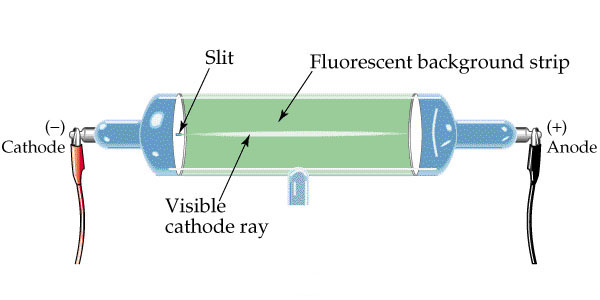 Slit
Fluorescent background strip
(−)
Cathode
(+)
Anode
Visible
cathode ray